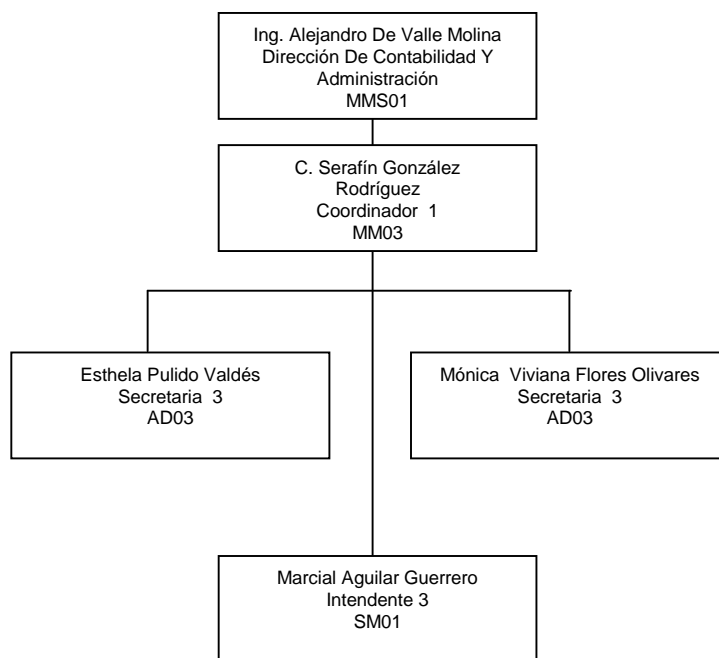 Ing. Alejandro De Valle Molina
Dirección De Contabilidad Y
Administración
MMS01
C. Serafín González
Rodríguez
Coordinador 1
MM03
Esthela Pulido Valdés
Secretaria 3
AD03
Mónica Viviana Flores Olivares
Secretaria 3
AD03
Marcial Aguilar Guerrero
Intendente 3
SM01